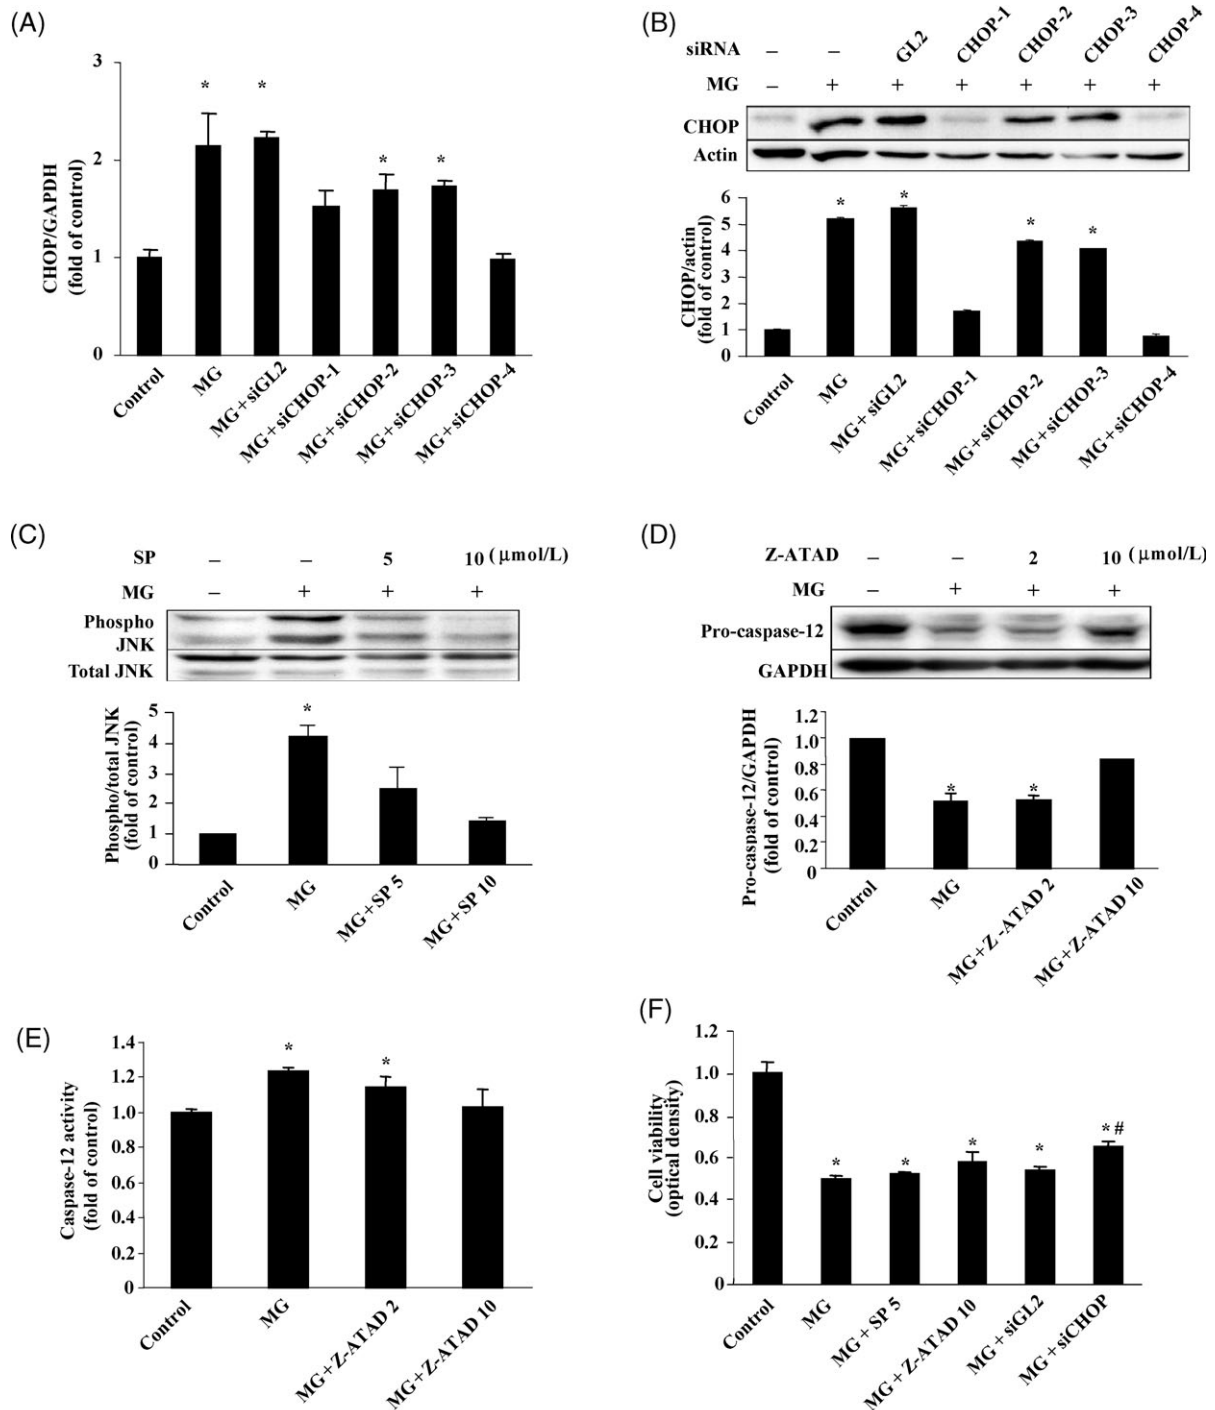 (A)
CHOP/GAPDH
(fold of control)
3
2
1
0
* * * *
Control
MG
MG+siGL2
MG+siCHOP-1
MG+siCHOP-2
MG+siCHOP-3
MG+siCHOP-4
(B)
siRNA – – GL2 CHOP-1 CHOP-2 CHOP-3 CHOP-4
MG – + + + + + +
CHOP
Actin
CHOP/actin
(fold of control)
6
5
4
3
2
1
0
* * * *
Control
MG
MG+siGL2
MG+siCHOP-1
MG+siCHOP-2
MG+siCHOP-3
MG+siCHOP-4
(C)
SP – – 5 10 (μmol/L)
MG – + + +
Phospho
JNK
Total JNK
Phospho/total JNK
(fold of control)
5
4
2
2
1
0
*
Control
MG
MG+SP 5
MG+SP 10
(D)
Z-ATAD – – 2 10 (μmol/L)
MG – + + +
Pro-caspase-12
GAPDH
Pro-caspase-12/GAPDH
(fold of control)
1.2
1.0
0.8
0.6
0.4
0.2
0
* *
Control
MG
MG+Z -ATAD 2
MG+Z-ATAD 10
(E)
Caspase-12 activity
(fold of control)
1.4
1.2
1.0
0.8
0.6
0.4
0.2
0
* *
Control
MG
MG+Z-ATAD 2
MG+Z-ATAD 10
(F)
Cell viability
(optical density)
1.2
1.0
0.8
0.6
0.4
0.2
0
* * * * *#
Control
MG
MG+SP 5
MG+Z-ATAD 10
MG+siGL2
MG+siCHOP